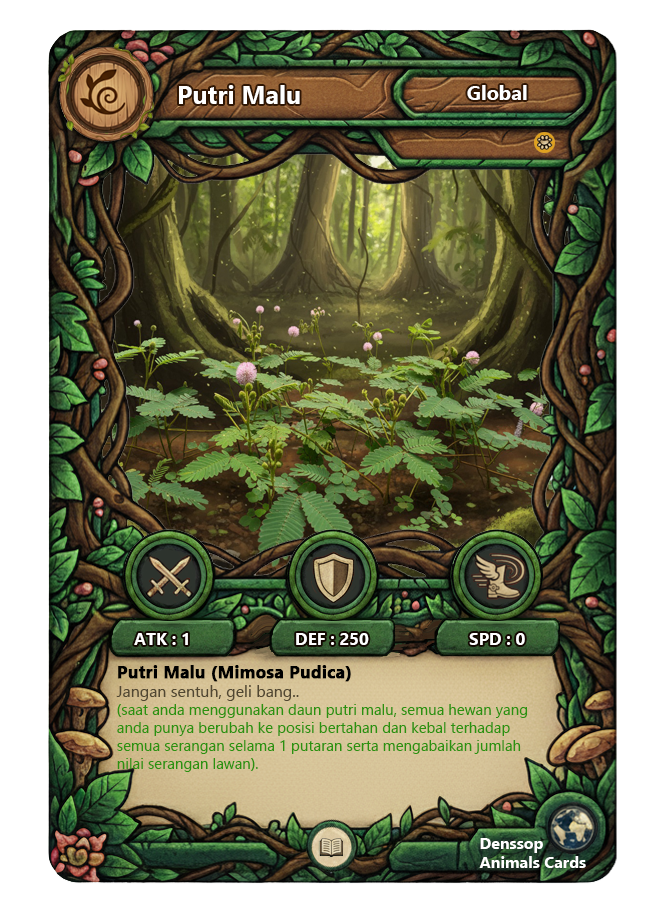 Putri Malu
Global
ATK : 1
DEF : 250
SPD : 0
Putri Malu (Mimosa Pudica)
Jangan sentuh, geli bang..
(saat anda menggunakan daun putri malu, semua hewan yang
anda punya berubah ke posisi bertahan dan kebal terhadap
semua serangan selama 1 putaran serta mengabaikan jumlah
nilai serangan lawan).
Denssop
Animals Cards